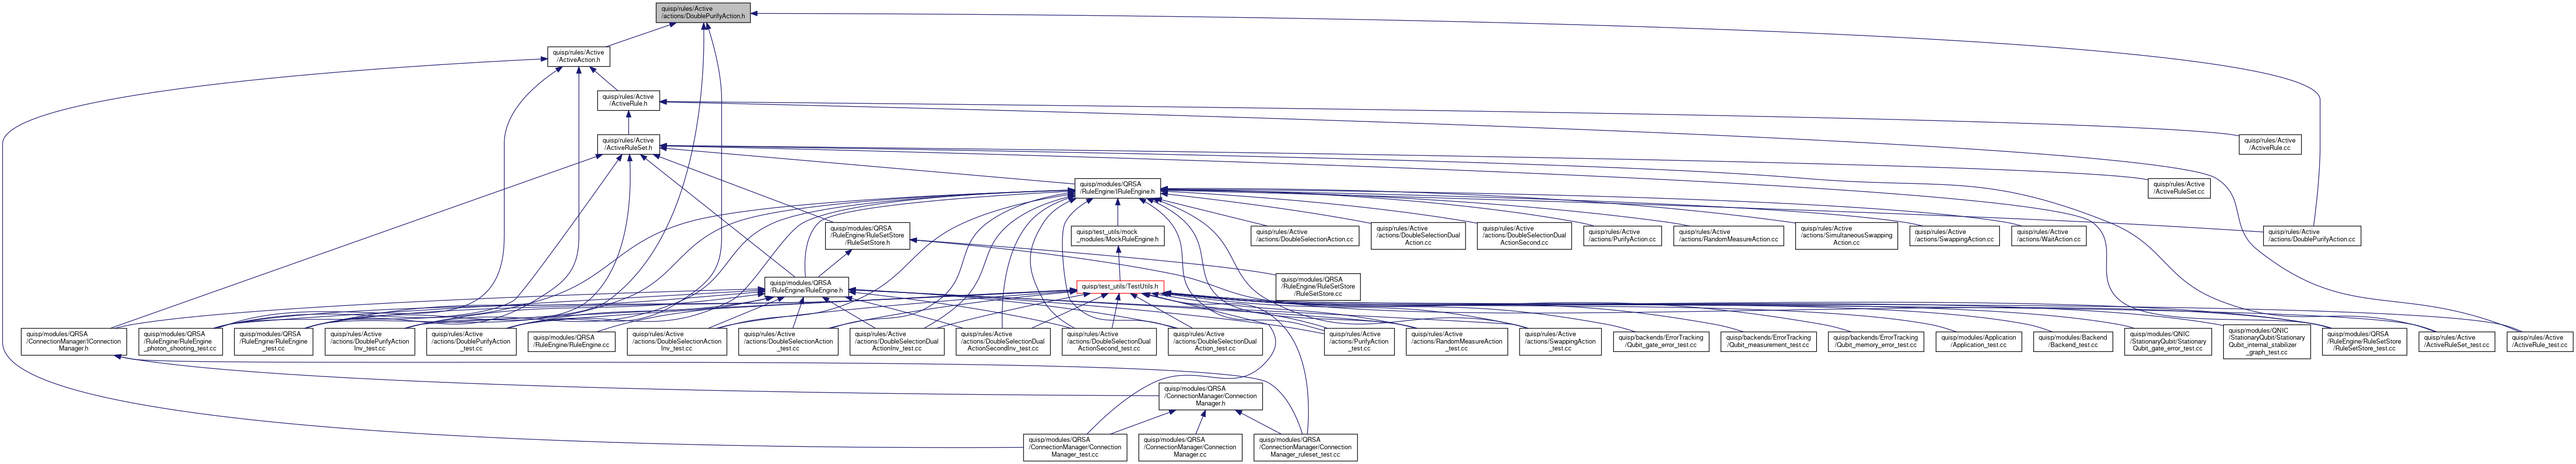 quisp/rules/Active
/actions/DoublePurifyAction.h
quisp/rules/Active
/ActiveAction.h
quisp/rules/Active
/ActiveRule.h
quisp/rules/Active
/ActiveRule.cc
quisp/rules/Active
/ActiveRuleSet.h
quisp/modules/QRSA
/RuleEngine/IRuleEngine.h
quisp/rules/Active
/ActiveRuleSet.cc
quisp/modules/QRSA
/RuleEngine/RuleSetStore
/RuleSetStore.h
quisp/test_utils/mock
_modules/MockRuleEngine.h
quisp/rules/Active
/actions/DoubleSelectionAction.cc
quisp/rules/Active
/actions/DoubleSelectionDual
Action.cc
quisp/rules/Active
/actions/DoubleSelectionDual
ActionSecond.cc
quisp/rules/Active
/actions/PurifyAction.cc
quisp/rules/Active
/actions/RandomMeasureAction.cc
quisp/rules/Active
/actions/SimultaneousSwapping
Action.cc
quisp/rules/Active
/actions/SwappingAction.cc
quisp/rules/Active
/actions/WaitAction.cc
quisp/rules/Active
/actions/DoublePurifyAction.cc
quisp/modules/QRSA
/RuleEngine/RuleEngine.h
quisp/test_utils/TestUtils.h
quisp/modules/QRSA
/RuleEngine/RuleSetStore
/RuleSetStore.cc
quisp/modules/QRSA
/ConnectionManager/IConnection
Manager.h
quisp/modules/QRSA
/RuleEngine/RuleEngine
_photon_shooting_test.cc
quisp/modules/QRSA
/RuleEngine/RuleEngine
_test.cc
quisp/rules/Active
/actions/DoublePurifyAction
Inv_test.cc
quisp/rules/Active
/actions/DoublePurifyAction
_test.cc
quisp/modules/QRSA
/RuleEngine/RuleEngine.cc
quisp/rules/Active
/actions/DoubleSelectionAction
Inv_test.cc
quisp/rules/Active
/actions/DoubleSelectionAction
_test.cc
quisp/rules/Active
/actions/DoubleSelectionDual
ActionInv_test.cc
quisp/rules/Active
/actions/DoubleSelectionDual
ActionSecondInv_test.cc
quisp/rules/Active
/actions/DoubleSelectionDual
ActionSecond_test.cc
quisp/rules/Active
/actions/DoubleSelectionDual
Action_test.cc
quisp/rules/Active
/actions/PurifyAction
_test.cc
quisp/rules/Active
/actions/RandomMeasureAction
_test.cc
quisp/rules/Active
/actions/SwappingAction
_test.cc
quisp/backends/ErrorTracking
/Qubit_gate_error_test.cc
quisp/backends/ErrorTracking
/Qubit_measurement_test.cc
quisp/backends/ErrorTracking
/Qubit_memory_error_test.cc
quisp/modules/Application
/Application_test.cc
quisp/modules/Backend
/Backend_test.cc
quisp/modules/QNIC
/StationaryQubit/Stationary
Qubit_gate_error_test.cc
quisp/modules/QNIC
/StationaryQubit/Stationary
Qubit_internal_stabilizer
_graph_test.cc
quisp/modules/QRSA
/RuleEngine/RuleSetStore
/RuleSetStore_test.cc
quisp/rules/Active
/ActiveRuleSet_test.cc
quisp/rules/Active
/ActiveRule_test.cc
quisp/modules/QRSA
/ConnectionManager/Connection
Manager.h
quisp/modules/QRSA
/ConnectionManager/Connection
Manager_test.cc
quisp/modules/QRSA
/ConnectionManager/Connection
Manager.cc
quisp/modules/QRSA
/ConnectionManager/Connection
Manager_ruleset_test.cc